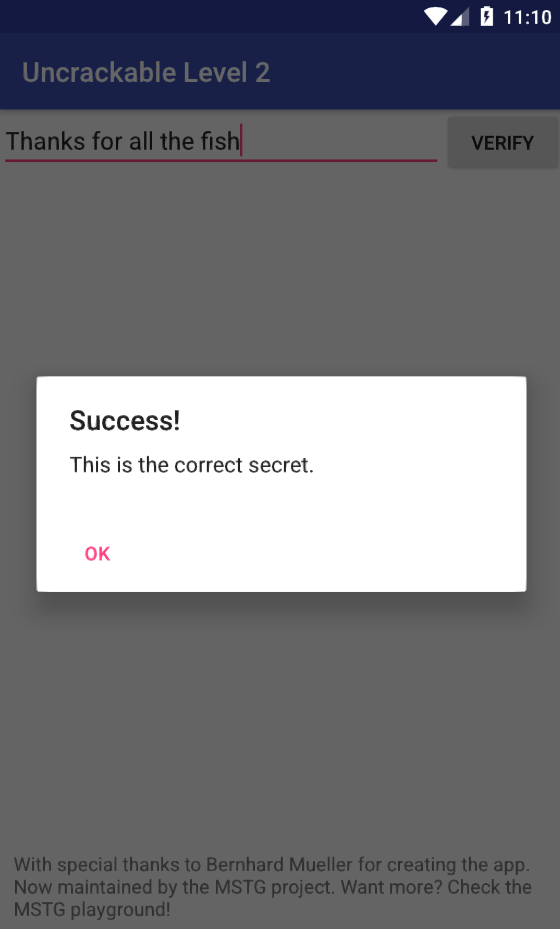 11:10
Uncrackable Level 2
Thanks for all the fish
VERIFY
Success!
This is the correct secret.
OK
With special thanks to Bernhard Mueller for creating the app.
Now maintained by the MSTG project. Want more? Check the
MSTG playground!